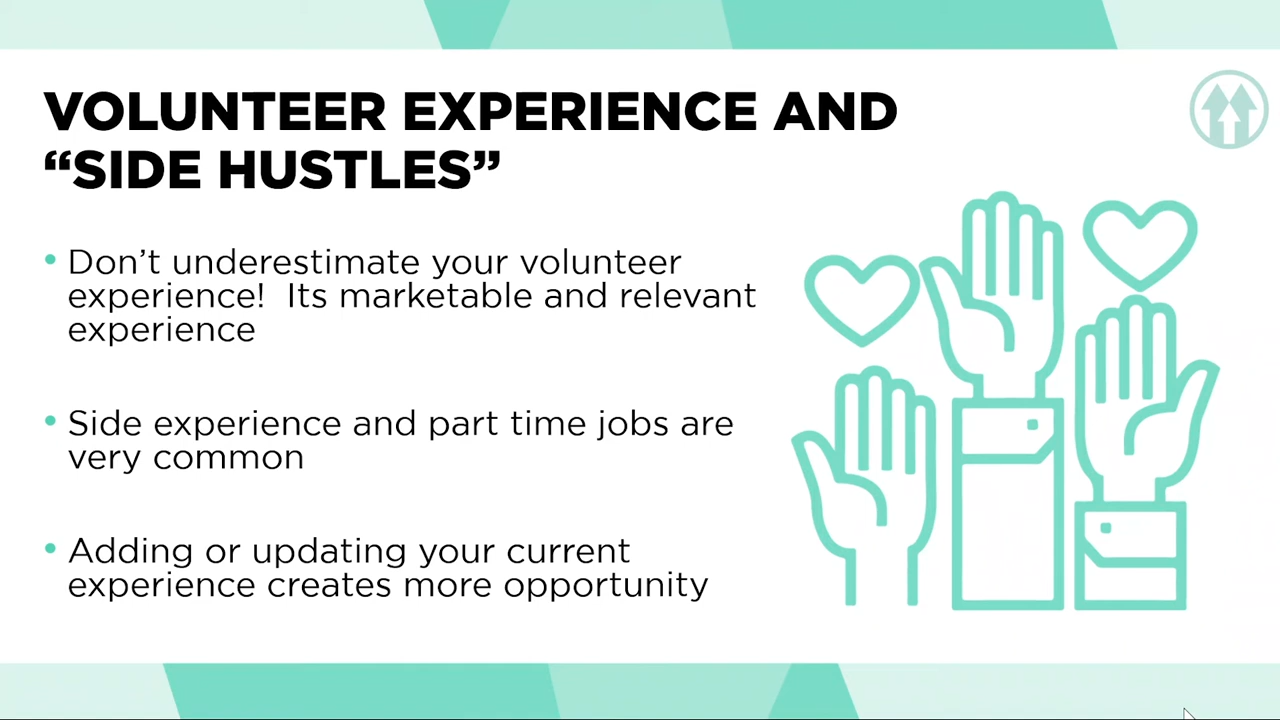 VOLUNTEER EXPERIENCE AND
“SIDE HUSTLES”
• Don’t underestimate your volunteer
experience!  Its marketable and relevant
experience
• Side experience and part time jobs are
very common
• Adding or updating your current
experience creates more opportunity